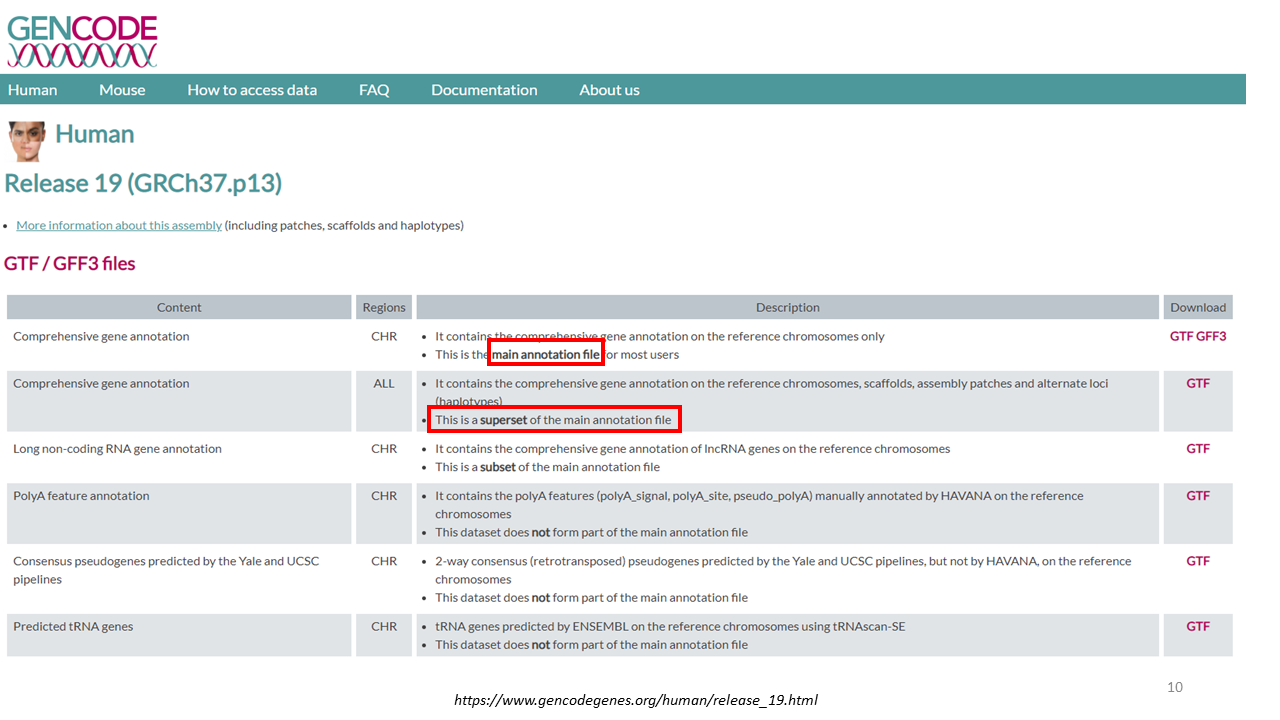 GENCODE
Human Mouse How to access data FAQ Documentation About us
Human
Release 19 (GRCh37.p13)
• More information about this assembly (including patches, scaffolds and haplotypes)
GTF / GFF3 files
Content Regions Description Download
Comprehensive gene annotation CHR • It contains the comprehensive gene annotation on the reference chromosomes only GTF GFF3
• This is the main annotation file for most users
Comprehensive gene annotation ALL • It contains the comprehensive gene annotation on the reference chromosomes, scaffolds, assembly patches and alternate loci GTF
(haplotypes)
• This is a superset of the main annotation file
Long non-coding RNA gene annotation CHR • It contains the comprehensive gene annotation of lncRNA genes on the reference chromosomes GTF
• This is a subset of the main annotation file
PolyA feature annotation CHR • It contains the polyA features (polyA_signal, polyA_site, pseudo_polyA) manually annotated by HAVANA on the reference GTF
chromosomes
• This dataset does not form part of the main annotation file
Consensus pseudogenes predicted by the Yale and UCSC CHR • 2-way consensus (retrotransposed) pseudogenes predicted by the Yale and UCSC pipelines, but not by HAVANA, on the reference GTF
pipelines chromosomes
• This dataset does not form part of the main annotation file
Predicted tRNA genes CHR • tRNA genes predicted by ENSEMBL on the reference chromosomes using tRNAscan-SE GTF
• This dataset does not form part of the main annotation file
10
https://www.gencodegenes.org/human/release_19.html